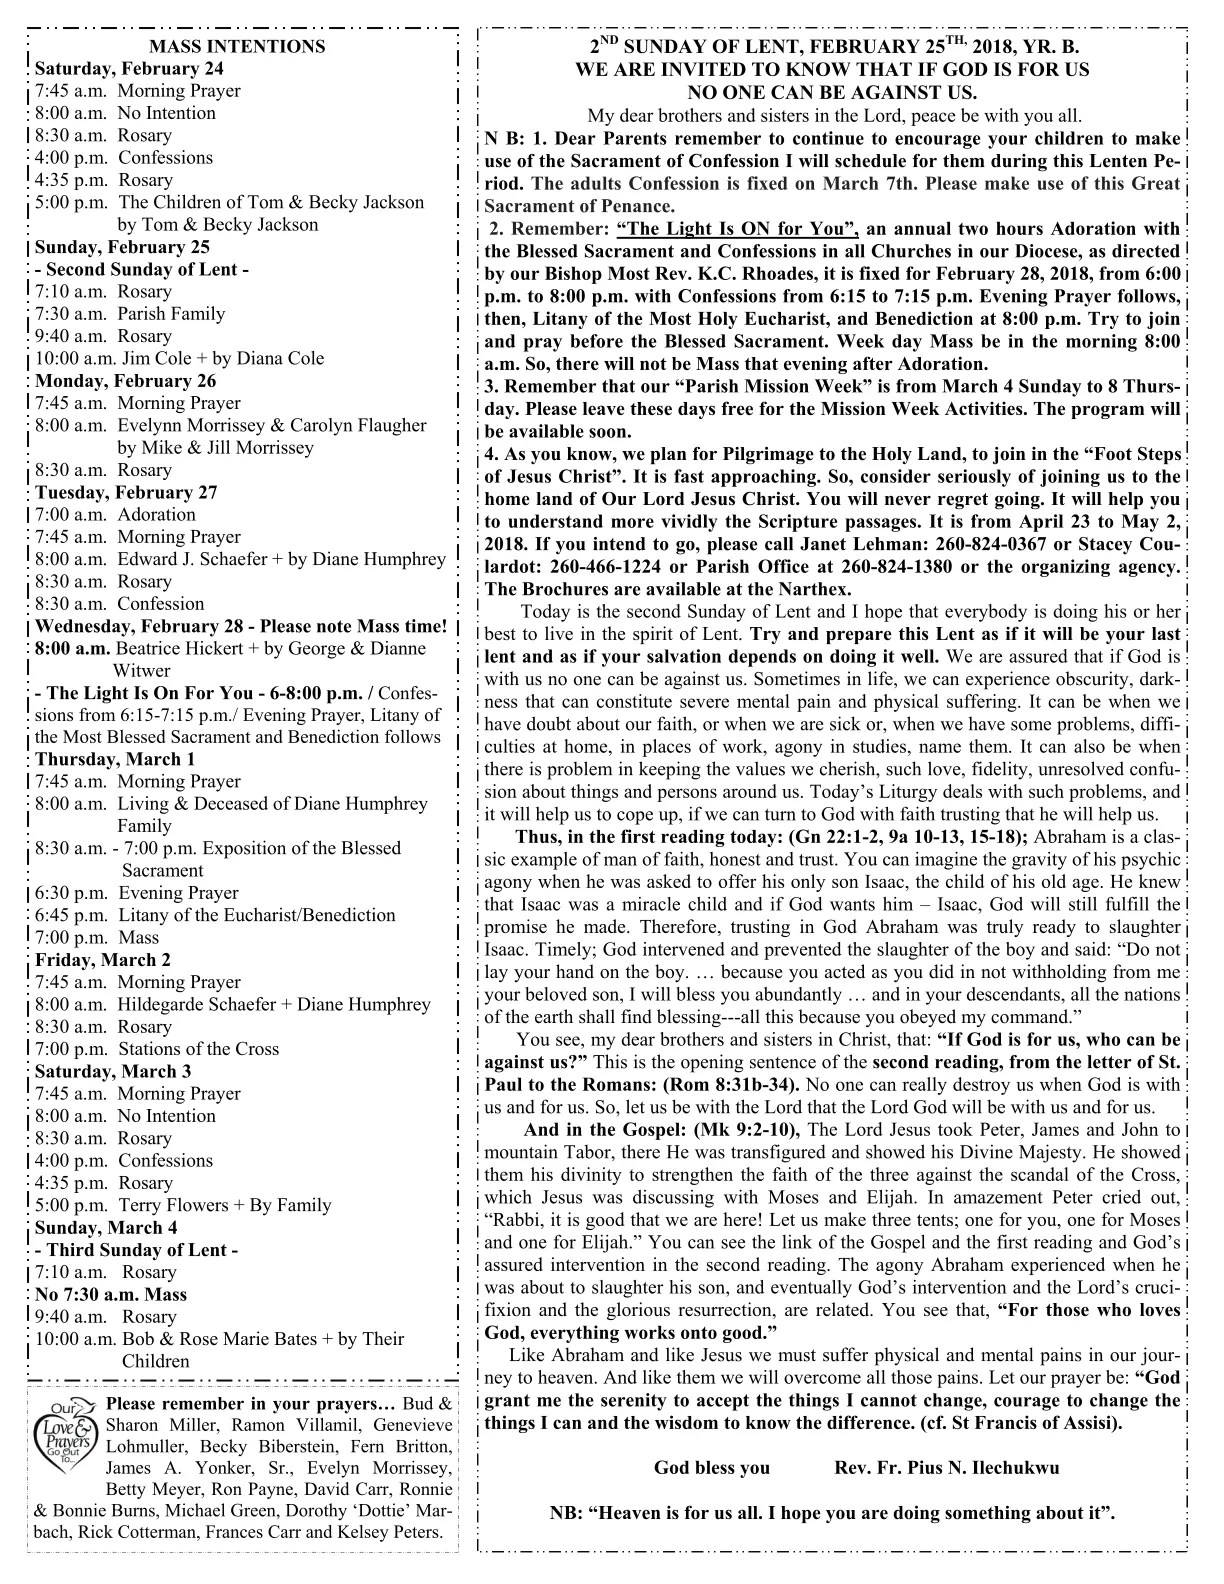 MASS INTENTIONS
Saturday, February 24
7:45 a.m. Morning Prayer
8:00 a.m. No Intention
8:30 a.m. Rosary
4:00 p.m. Confessions
4:35 p.m. Rosary
5:00 p.m. The Children of Tom & Becky Jackson
by Tom & Becky Jackson
Sunday, February 25
- Second Sunday of Lent -
7:10 a.m. Rosary
7:30 a.m. Parish Family
9:40 a.m. Rosary
10:00 a.m. Jim Cole + by Diana Cole
Monday, February 26
7:45 a.m. Morning Prayer
8:00 a.m. Evelynn Morrissey & Carolyn Flaugher
by Mike & Jill Morrissey
8:30 a.m. Rosary
Tuesday, February 27
7:00 a.m. Adoration
7:45 a.m. Morning Prayer
8:00 a.m. Edward J. Schaefer + by Diane Humphrey
8:30 a.m. Rosary
8:30 a.m. Confession
Wednesday, February 28 - Please note Mass time!
8:00 a.m. Beatrice Hickert + by George & Dianne
Witwer
- The Light Is On For You - 6-8:00 p.m. / Confes-
sions from 6:15-7:15 p.m./ Evening Prayer, Litany of
the Most Blessed Sacrament and Benediction follows
Thursday, March 1
7:45 a.m. Morning Prayer
8:00 a.m. Living & Deceased of Diane Humphrey
Family
8:30 a.m. - 7:00 p.m. Exposition of the Blessed
Sacrament
6:30 p.m. Evening Prayer
6:45 p.m. Litany of the Eucharist/Benediction
7:00 p.m. Mass
Friday, March 2
7:45 a.m. Morning Prayer
8:00 a.m. Hildegarde Schaefer + Diane Humphrey
8:30 a.m. Rosary
7:00 p.m. Stations of the Cross
Saturday, March 3
7:45 a.m. Morning Prayer
8:00 a.m. No Intention
8:30 a.m. Rosary
4:00 p.m. Confessions
4:35 p.m. Rosary
5:00 p.m. Terry Flowers + By Family
Sunday, March 4
- Third Sunday of Lent -
7:10 a.m. Rosary
No 7:30 a.m. Mass
9:40 a.m. Rosary
10:00 a.m. Bob & Rose Marie Bates + by Their
Children
Our
Love &
Prayers
Go Out
To...
Please remember in your prayers… Bud &
Sharon Miller, Ramon Villamil, Genevieve
Lohmuller, Becky Biberstein, Fern Britton,
James A. Yonker, Sr., Evelyn Morrissey,
Betty Meyer, Ron Payne, David Carr, Ronnie
& Bonnie Burns, Michael Green, Dorothy ‘Dottie’ Mar-
bach, Rick Cotterman, Frances Carr and Kelsey Peters.
2ND SUNDAY OF LENT, FEBRUARY 25TH, 2018, YR. B.
WE ARE INVITED TO KNOW THAT IF GOD IS FOR US
NO ONE CAN BE AGAINST US.
My dear brothers and sisters in the Lord, peace be with you all.
N B: 1. Dear Parents remember to continue to encourage your children to make
use of the Sacrament of Confession I will schedule for them during this Lenten Pe-
riod. The adults Confession is fixed on March 7th. Please make use of this Great
Sacrament of Penance.
2. Remember: “The Light Is ON for You”, an annual two hours Adoration with
the Blessed Sacrament and Confessions in all Churches in our Diocese, as directed
by our Bishop Most Rev. K.C. Rhoades, it is fixed for February 28, 2018, from 6:00
p.m. to 8:00 p.m. with Confessions from 6:15 to 7:15 p.m. Evening Prayer follows,
then, Litany of the Most Holy Eucharist, and Benediction at 8:00 p.m. Try to join
and pray before the Blessed Sacrament. Week day Mass be in the morning 8:00
a.m. So, there will not be Mass that evening after Adoration.
3. Remember that our “Parish Mission Week” is from March 4 Sunday to 8 Thurs-
day. Please leave these days free for the Mission Week Activities. The program will
be available soon.
4. As you know, we plan for Pilgrimage to the Holy Land, to join in the “Foot Steps
of Jesus Christ”. It is fast approaching. So, consider seriously of joining us to the
home land of Our Lord Jesus Christ. You will never regret going. It will help you
to understand more vividly the Scripture passages. It is from April 23 to May 2,
2018. If you intend to go, please call Janet Lehman: 260-824-0367 or Stacey Cou-
lardot: 260-466-1224 or Parish Office at 260-824-1380 or the organizing agency.
The Brochures are available at the Narthex.
Today is the second Sunday of Lent and I hope that everybody is doing his or her
best to live in the spirit of Lent. Try and prepare this Lent as if it will be your last
lent and as if your salvation depends on doing it well. We are assured that if God is
with us no one can be against us. Sometimes in life, we can experience obscurity, dark-
ness that can constitute severe mental pain and physical suffering. It can be when we
have doubt about our faith, or when we are sick or, when we have some problems, diffi-
culties at home, in places of work, agony in studies, name them. It can also be when
there is problem in keeping the values we cherish, such love, fidelity, unresolved confu-
sion about things and persons around us. Today’s Liturgy deals with such problems, and
it will help us to cope up, if we can turn to God with faith trusting that he will help us.
Thus, in the first reading today: (Gn 22:1-2, 9a 10-13, 15-18); Abraham is a clas-
sic example of man of faith, honest and trust. You can imagine the gravity of his psychic
agony when he was asked to offer his only son Isaac, the child of his old age. He knew
that Isaac was a miracle child and if God wants him – Isaac, God will still fulfill the
promise he made. Therefore, trusting in God Abraham was truly ready to slaughter
Isaac. Timely; God intervened and prevented the slaughter of the boy and said: “Do not
lay your hand on the boy. … because you acted as you did in not withholding from me
your beloved son, I will bless you abundantly … and in your descendants, all the nations
of the earth shall find blessing---all this because you obeyed my command.”
You see, my dear brothers and sisters in Christ, that: “If God is for us, who can be
against us?” This is the opening sentence of the second reading, from the letter of St.
Paul to the Romans: (Rom 8:31b-34). No one can really destroy us when God is with
us and for us. So, let us be with the Lord that the Lord God will be with us and for us.
And in the Gospel: (Mk 9:2-10), The Lord Jesus took Peter, James and John to
mountain Tabor, there He was transfigured and showed his Divine Majesty. He showed
them his divinity to strengthen the faith of the three against the scandal of the Cross,
which Jesus was discussing with Moses and Elijah. In amazement Peter cried out,
“Rabbi, it is good that we are here! Let us make three tents; one for you, one for Moses
and one for Elijah.” You can see the link of the Gospel and the first reading and God’s
assured intervention in the second reading. The agony Abraham experienced when he
was about to slaughter his son, and eventually God’s intervention and the Lord’s cruci-
fixion and the glorious resurrection, are related. You see that, “For those who loves
God, everything works onto good.”
Like Abraham and like Jesus we must suffer physical and mental pains in our jour-
ney to heaven. And like them we will overcome all those pains. Let our prayer be: “God
grant me the serenity to accept the things I cannot change, courage to change the
things I can and the wisdom to know the difference. (cf. St Francis of Assisi).
God bless you Rev. Fr. Pius N. Ilechukwu
NB: “Heaven is for us all. I hope you are doing something about it”.